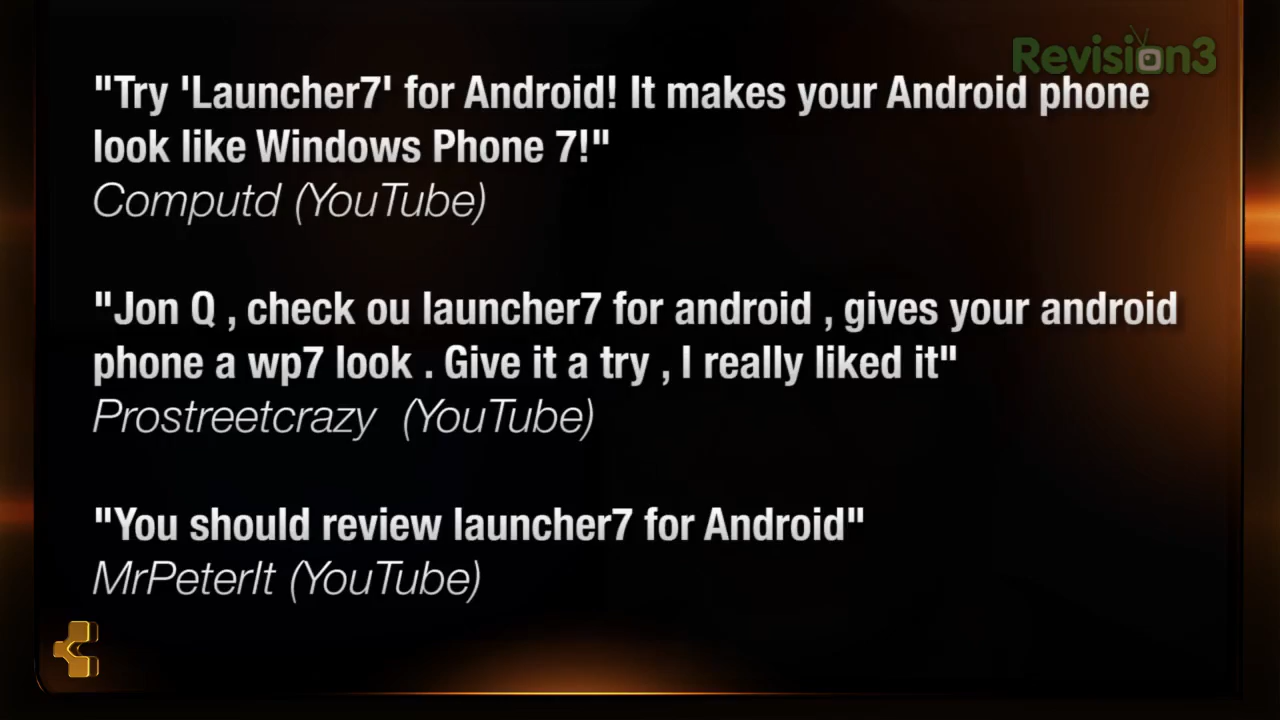 Revision3
"Try 'Launcher7' for Android! It makes your Android phone
look like Windows Phone 7!"
Computd (YouTube)
"Jon Q , check ou launcher7 for android , gives your android
phone a wp7 look . Give it a try , I really liked it"
Prostreetcrazy  (YouTube)
"You should review launcher7 for Android"
MrPeterIt (YouTube)